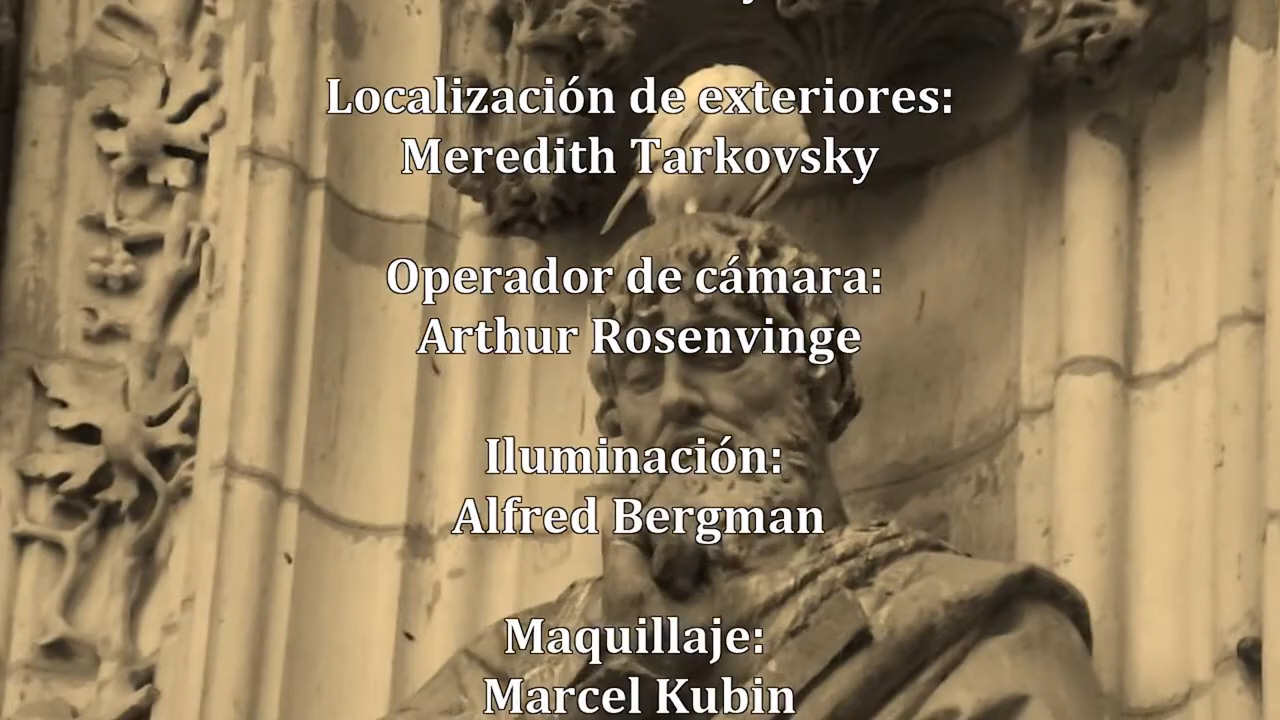 Localización de exteriores:
Meredith Tarkovsky
Operador de cámara:
Arthur Rosenvinge
Iluminación:
Alfred Bergman
Maquillaje:
Marcel Kubin